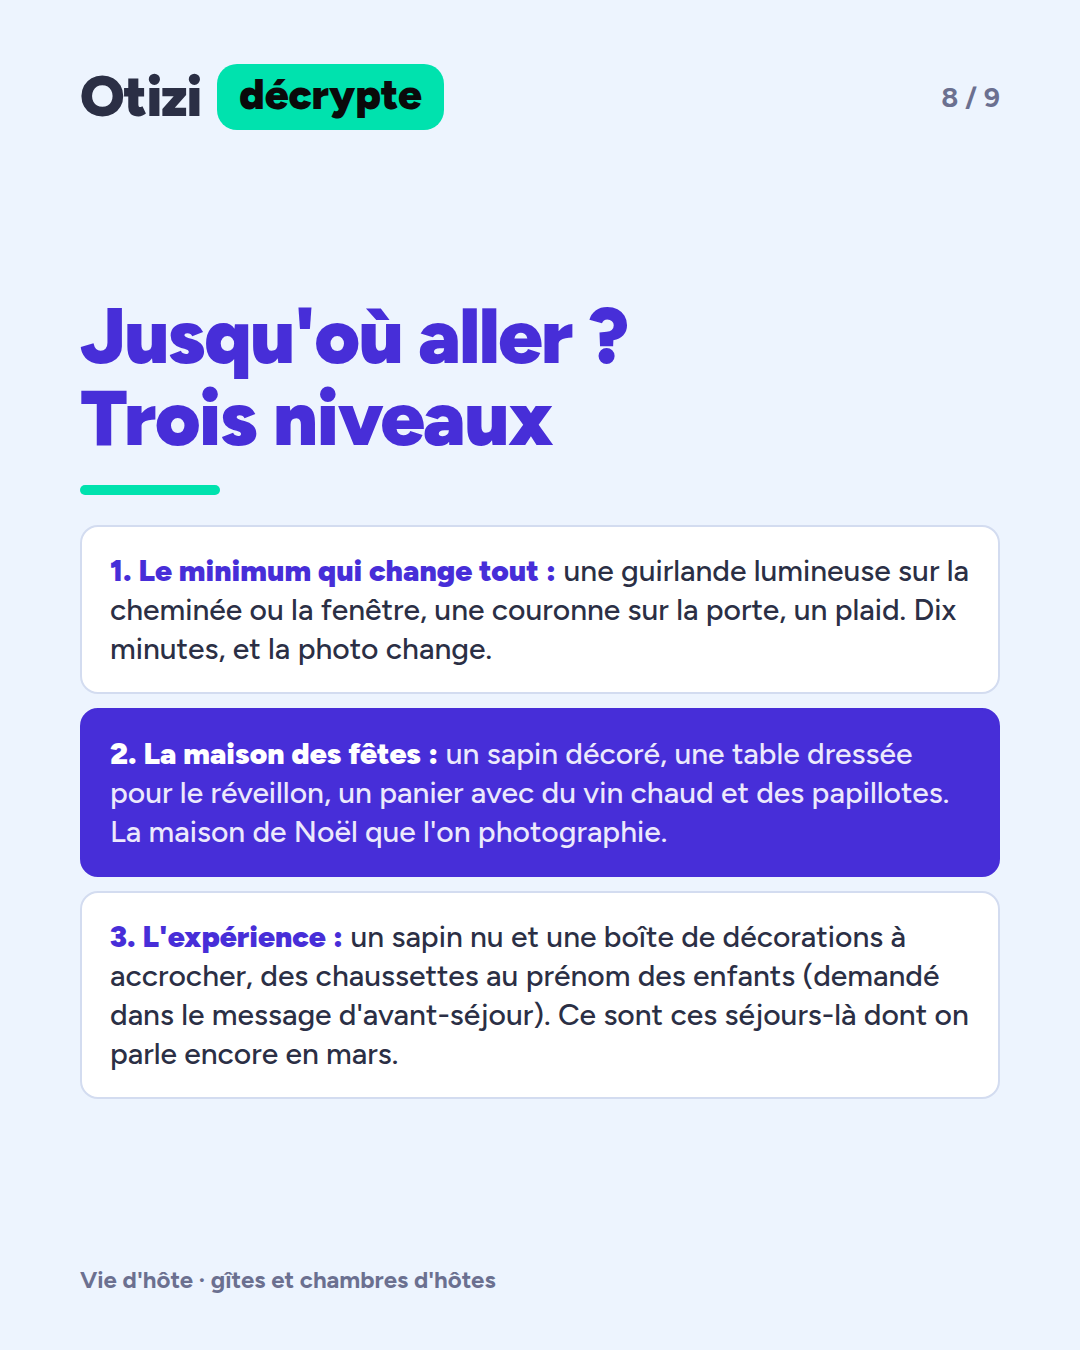 Otizi décrypte
8 / 9
Jusqu'où aller ?
Trois niveaux
1. Le minimum qui change tout : une guirlande lumineuse sur la
cheminée ou la fenêtre, une couronne sur la porte, un plaid. Dix
minutes, et la photo change.
2. La maison des fêtes : un sapin décoré, une table dressée
pour le réveillon, un panier avec du vin chaud et des papillotes.
La maison de Noël que l'on photographie.
3. L'expérience : un sapin nu et une boîte de décorations à
accrocher, des chaussettes au prénom des enfants (demandé
dans le message d'avant-séjour). Ce sont ces séjours-là dont on
parle encore en mars.
Vie d'hôte · gîtes et chambres d'hôtes